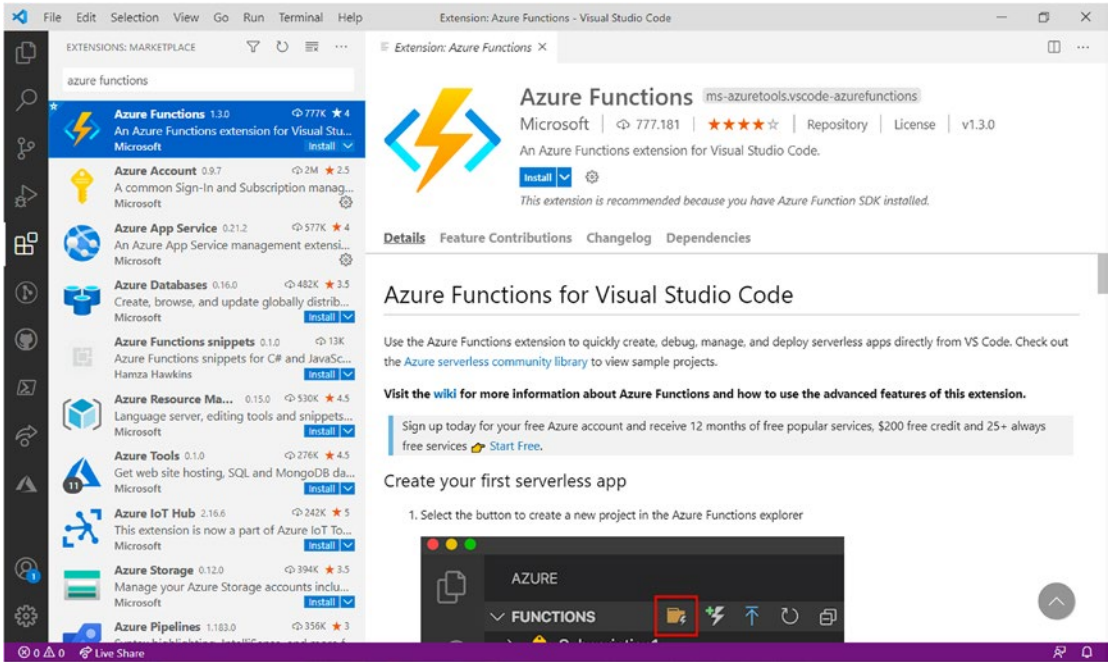 File Edit Selection View Go Run Terminal Help
Extension: Azure Functions - Visual Studio Code
EXTENSIONS: MARKETPLACE
azure functions
Azure Functions 1.3.0 777K ★ 4
An Azure Functions extension for Visual Stu...
Microsoft Install
Azure Account 0.9.7 2M ★ 2.5
A common Sign-In and Subscription manag...
Microsoft
Azure App Service 0.21.2 577K ★ 4
An Azure App Service management extensi...
Microsoft
Azure Databases 0.16.0 482K ★ 3.5
Create, browse, and update globally distrib...
Microsoft Install
Azure Functions snippets 0.1.0 13K
Azure Functions snippets for C# and JavaSc...
Hamza Hawkins Install
Azure Resource Ma... 0.15.0 530K ★ 4.5
Language server, editing tools and snippets...
Microsoft Install
Azure Tools 0.1.0 276K ★ 4.5
Get web site hosting, SQL and MongoDB da...
11
Microsoft Install
Azure IoT Hub 2.16.6 242K ★ 5
This extension is now a part of Azure IoT To...
Microsoft Install
Azure Storage 0.12.0 394K ★ 3.5
Manage your Azure Storage accounts inclu...
Microsoft Install
Azure Pipelines 1.183.0 356K ★ 3
1
0 0 Live Share
Extension: Azure Functions
Azure Functions ms-azuretools.vscode-azurefunctions
Microsoft | 777.181 | ★★★★☆ | Repository | License | v1.3.0
An Azure Functions extension for Visual Studio Code.
Install
This extension is recommended because you have Azure Function SDK installed.
Details Feature Contributions Changelog Dependencies
Azure Functions for Visual Studio Code
Use the Azure Functions extension to quickly create, debug, manage, and deploy serverless apps directly from VS Code. Check out
the Azure serverless community library to view sample projects.
Visit the wiki for more information about Azure Functions and how to use the advanced features of this extension.
Sign up today for your free Azure account and receive 12 months of free popular services, $200 free credit and 25+ always
free services 👉 Start Free.
Create your first serverless app
1. Select the button to create a new project in the Azure Functions explorer
AZURE
FUNCTIONS